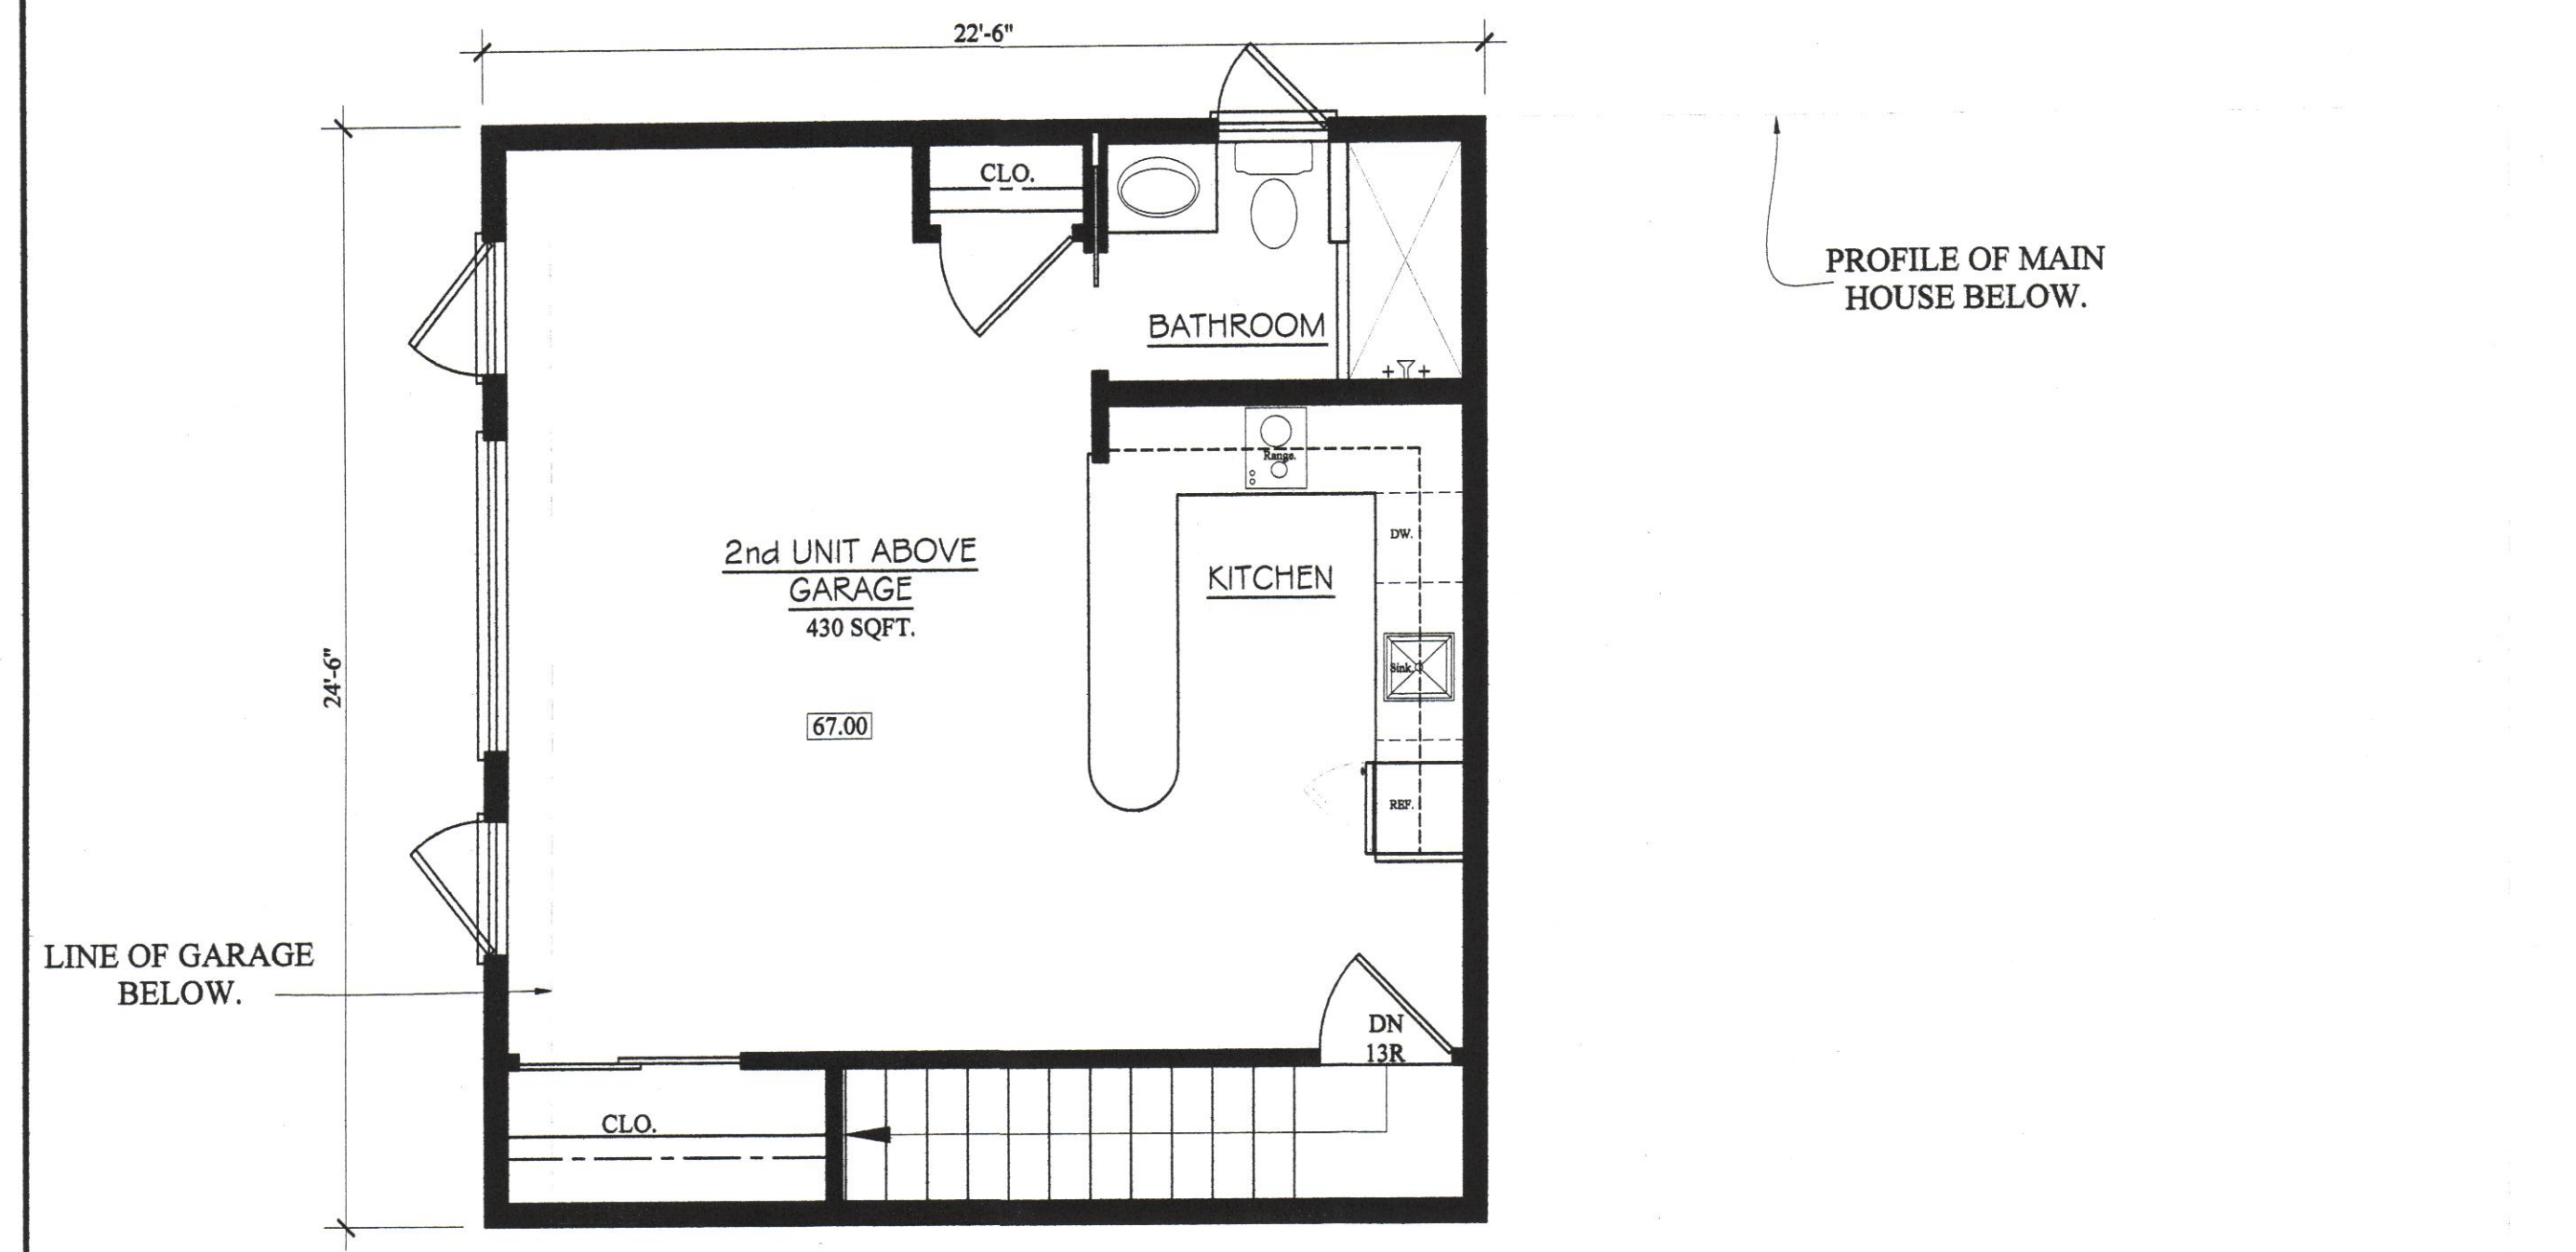 22'-6"
CLO.
PROFILE OF MAIN
HOUSE BELOW.
BATHROOM
Range.
2nd UNIT ABOVE
GARAGE
430 SQFT.
DW.
KITCHEN
24'-6"
Sink.
67.00
REF.
LINE OF GARAGE
BELOW.
DN
13R
CLO.